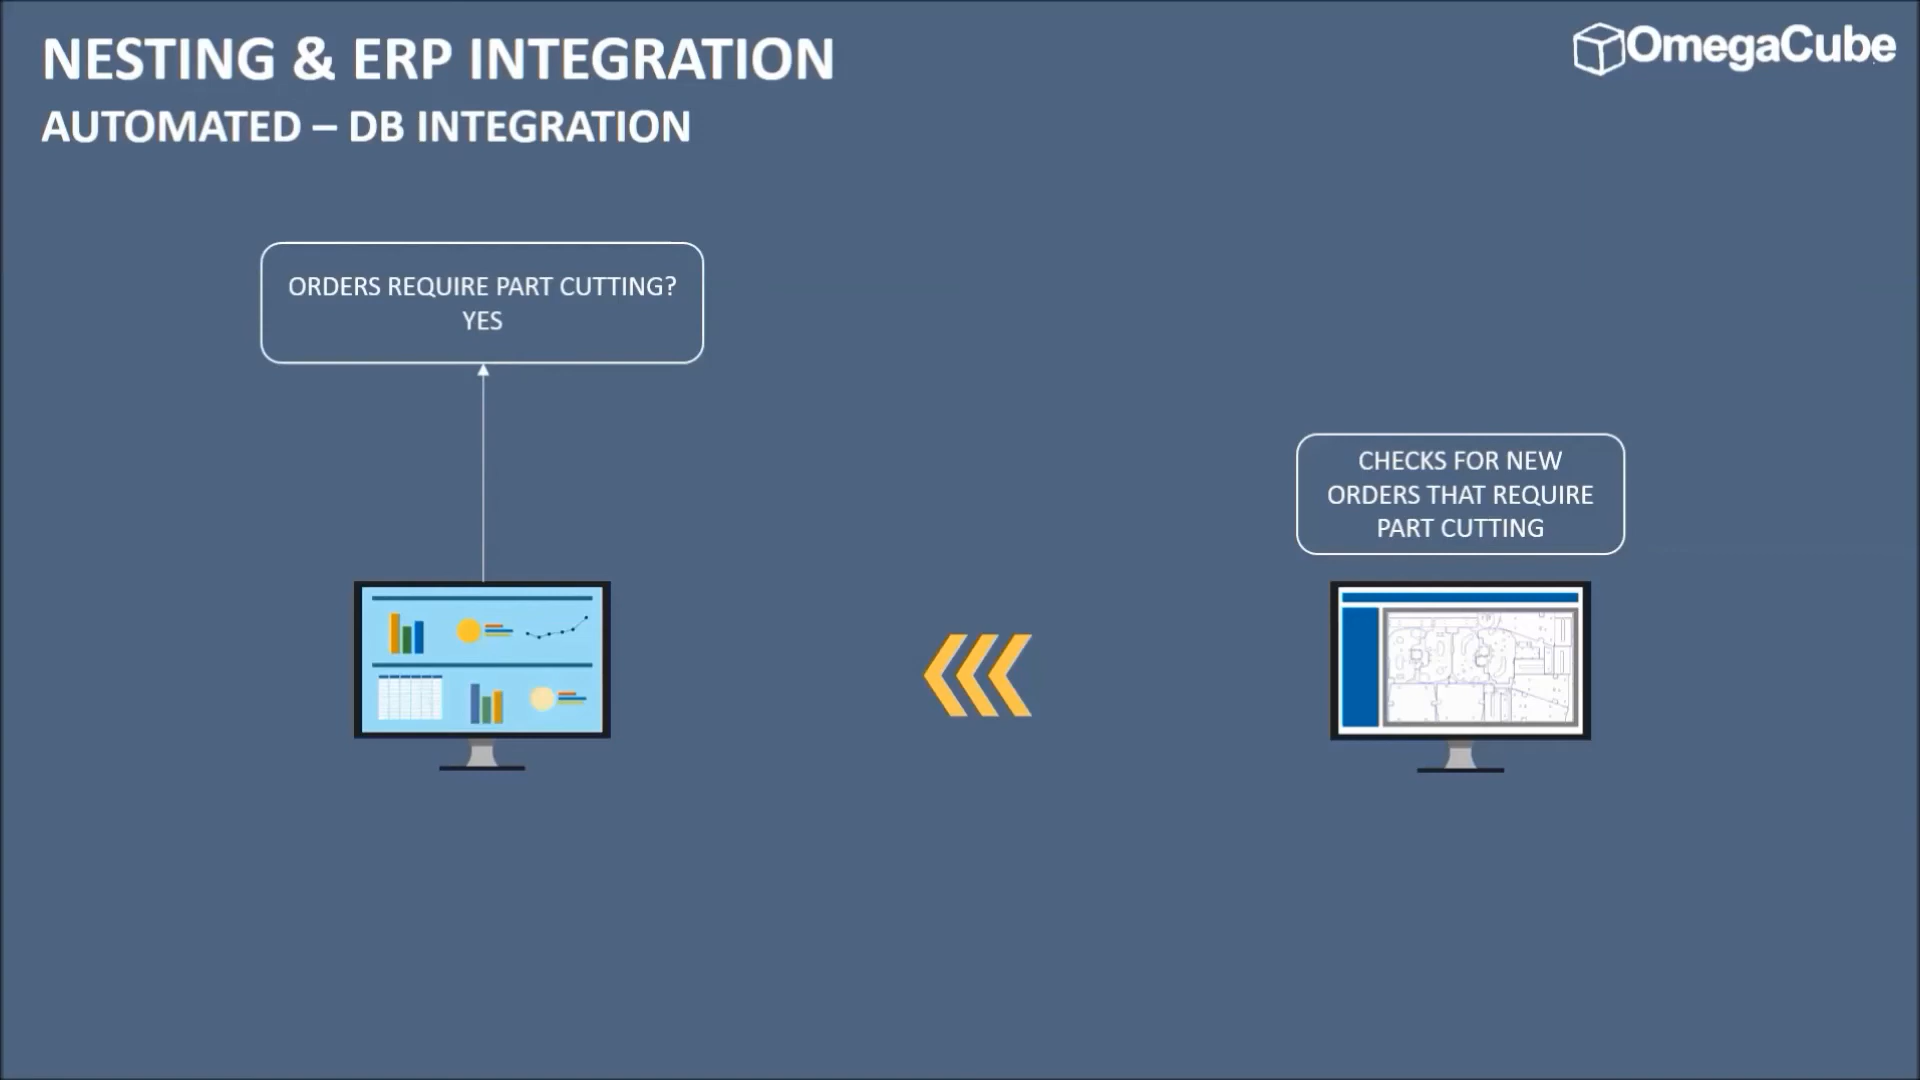 NESTING & ERP INTEGRATION
AUTOMATED – DB INTEGRATION
OmegaCube
ORDERS REQUIRE PART CUTTING?
YES
CHECKS FOR NEW
ORDERS THAT REQUIRE
PART CUTTING